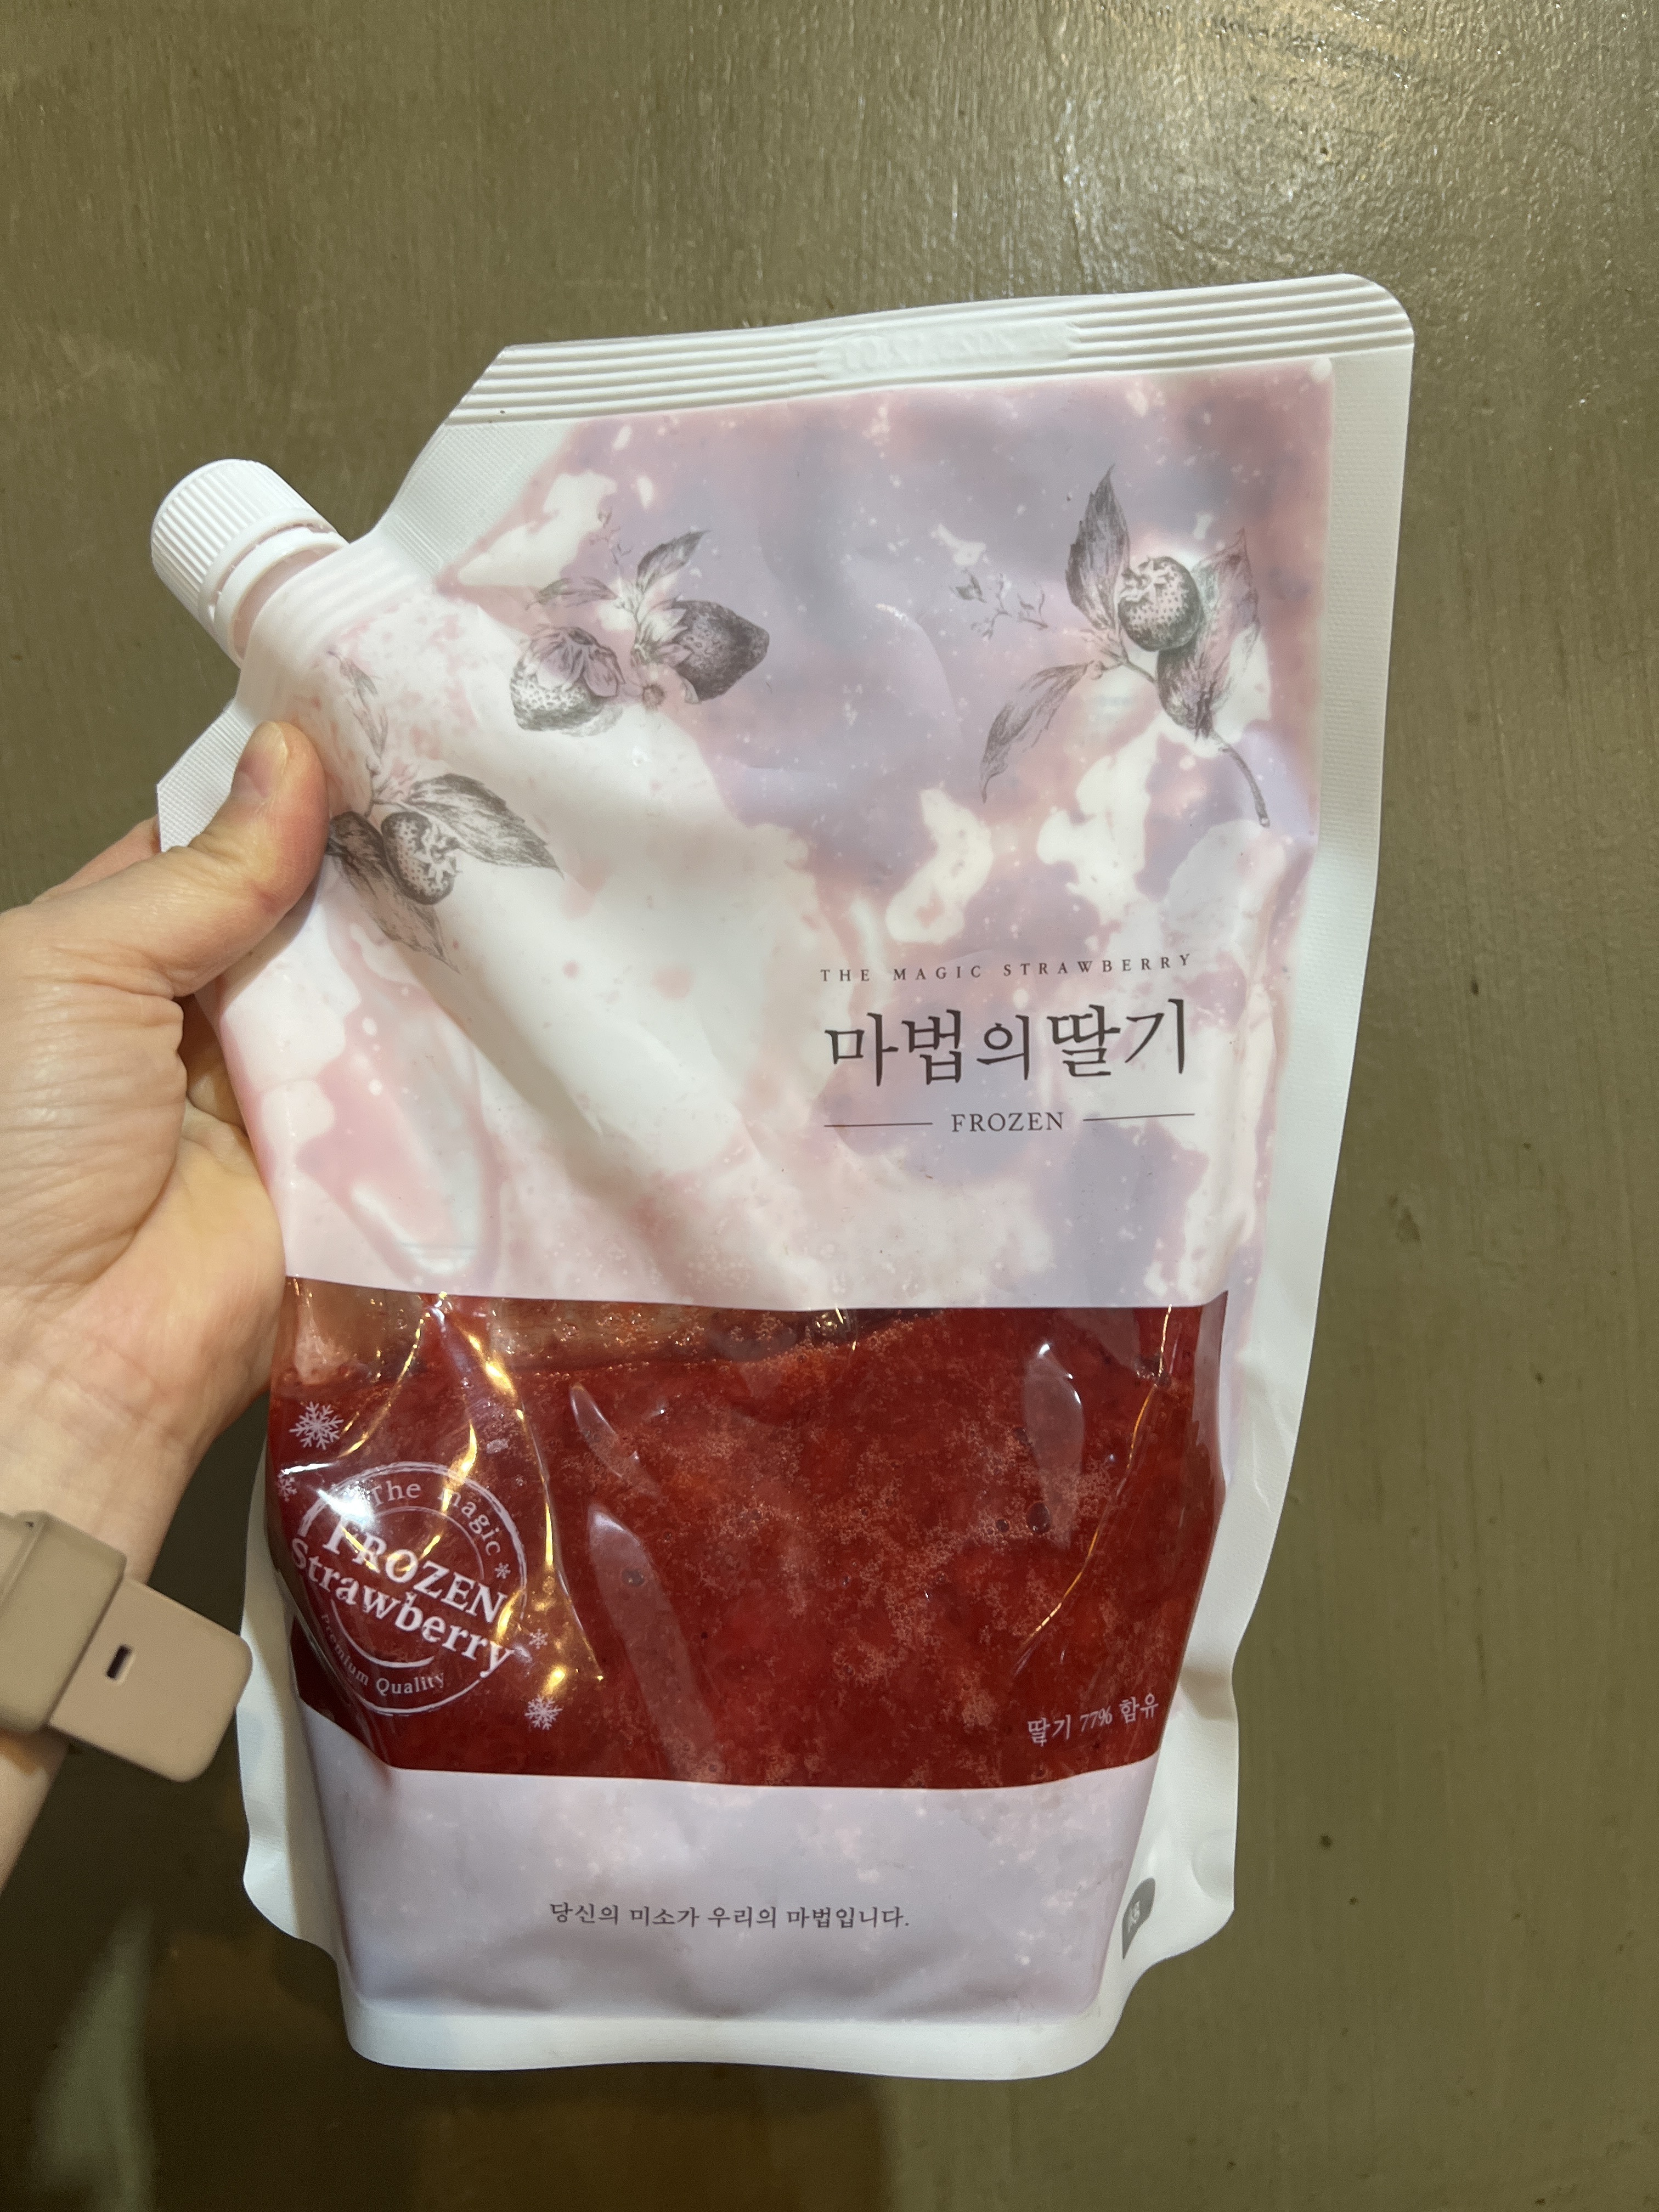 THE MAGIC STRAWBERRY
마법의딸기
FROZEN
The magic
FROZEN
Strawberry
Premium Quality
딸기 77% 함유
당신의 미소가 우리의 마법입니다.